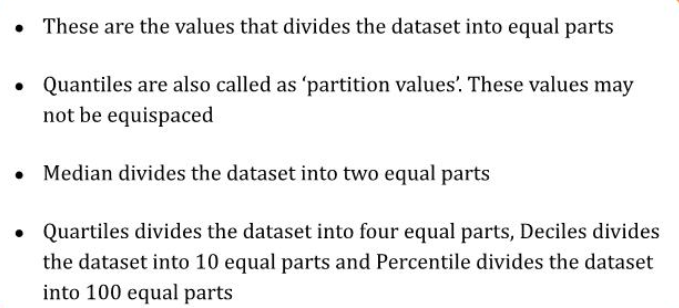 • These are the values that divides the dataset into equal parts
• Quantiles are also called as ‘partition values’. These values may
not be equispaced
• Median divides the dataset into two equal parts
• Quartiles divides the dataset into four equal parts, Deciles divides
the dataset into 10 equal parts and Percentile divides the dataset
into 100 equal parts